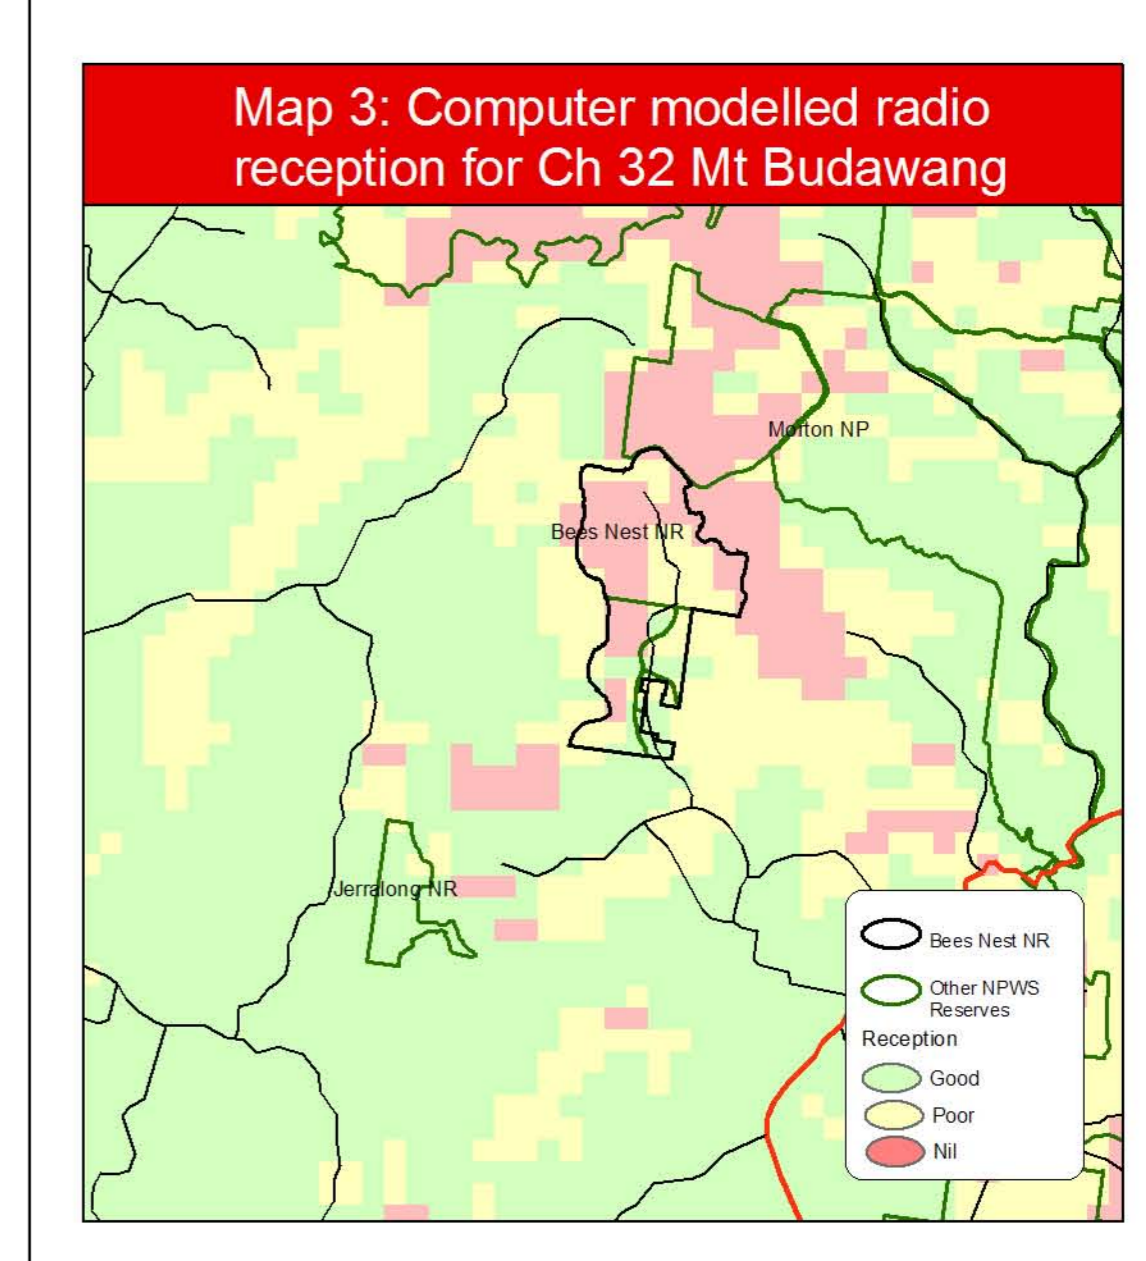 Map 3: Computer modelled radio
reception for Ch 32 Mt Budawang
Morton NP
Bees Nest NR
Jerralong NR
Bees Nest NR
Other NPWS
Reserves
Reception
Good
Poor
Nil